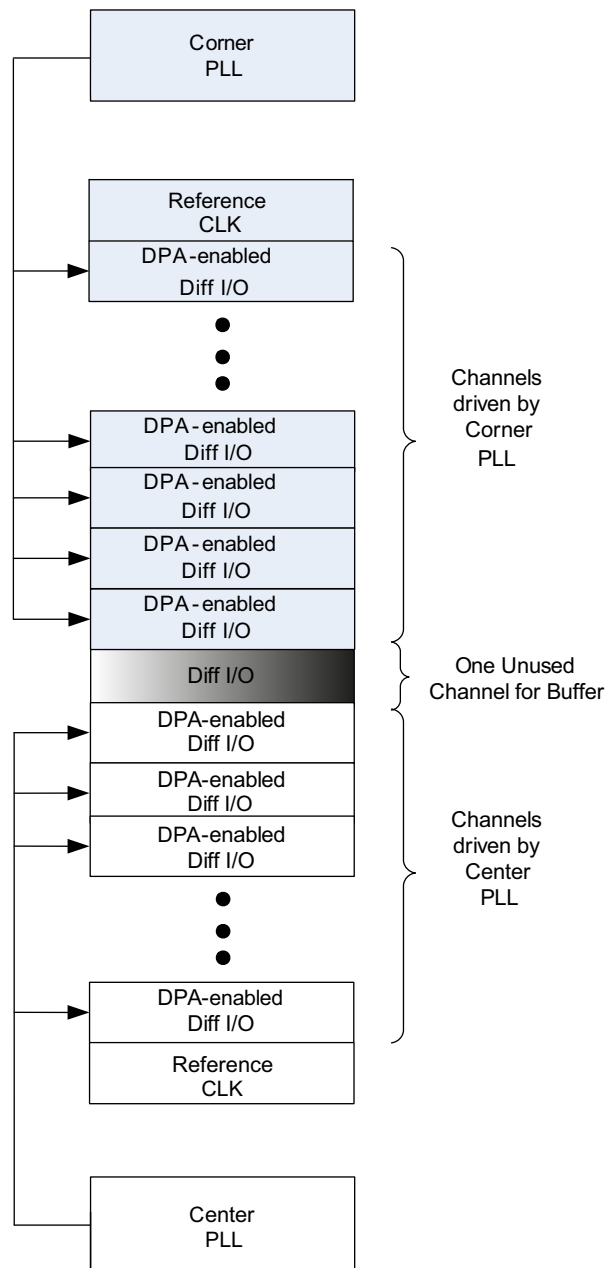 Corner
PLL
Reference
CLK
DPA-enabled
Diff I/O
DPA-enabled
Diff I/O
DPA-enabled
Diff I/O
DPA-enabled
Diff I/O
DPA-enabled
Diff I/O
Channels
driven by
Corner
PLL
Diff I/O
One Unused
Channel for Buffer
DPA-enabled
Diff I/O
DPA-enabled
Diff I/O
DPA-enabled
Diff I/O
Channels
driven by
Center
PLL
DPA-enabled
Diff I/O
Reference
CLK
Center
PLL